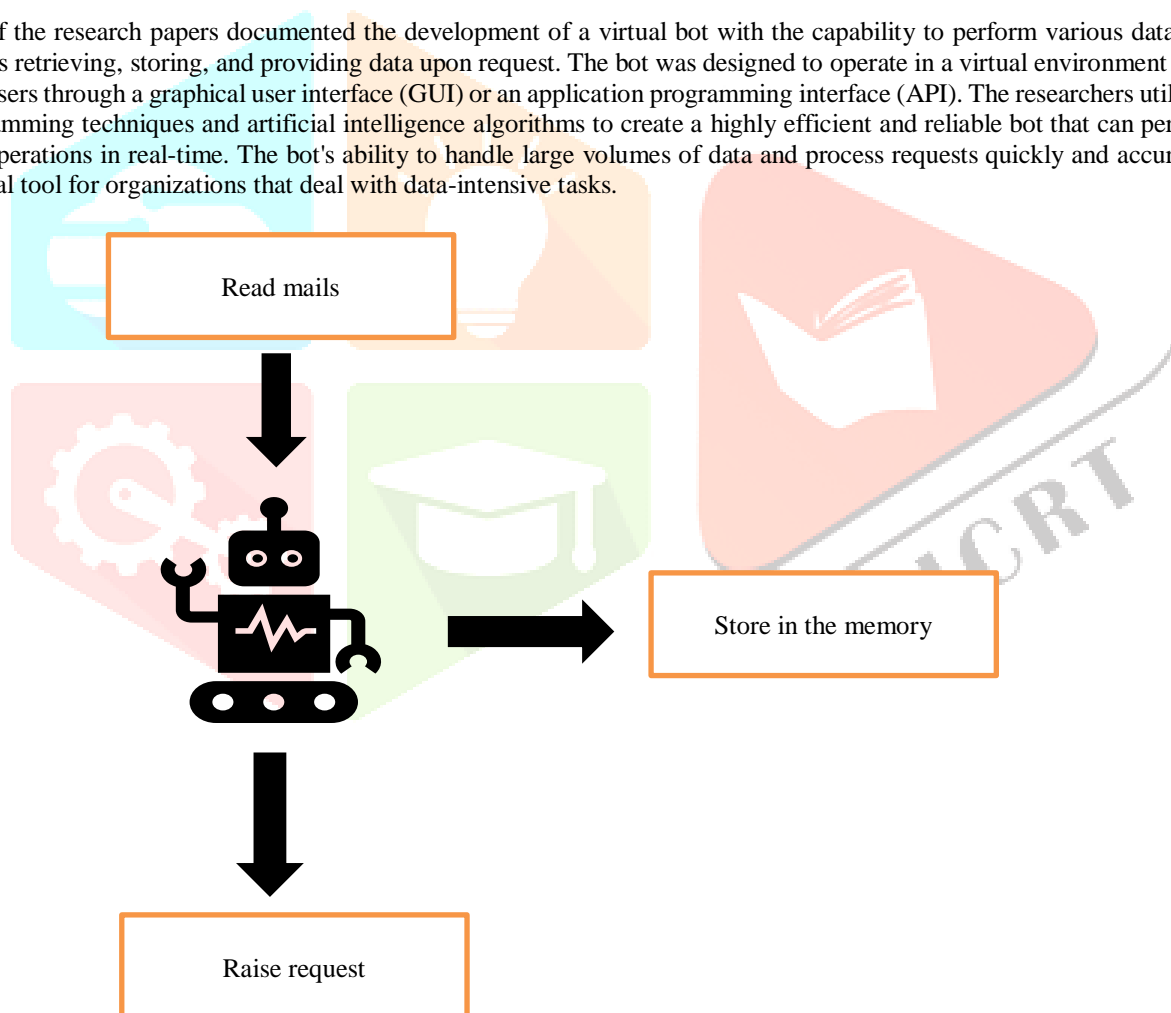 f the research papers documented the development of a virtual bot with the capability to perform various data
s retrieving, storing, and providing data upon request. The bot was designed to operate in a virtual environment
sers through a graphical user interface (GUI) or an application programming interface (API). The researchers util
mming techniques and artificial intelligence algorithms to create a highly efficient and reliable bot that can per
perations in real-time. The bot's ability to handle large volumes of data and process requests quickly and accur
al tool for organizations that deal with data-intensive tasks.
Read mails
Store in the memory
Raise request